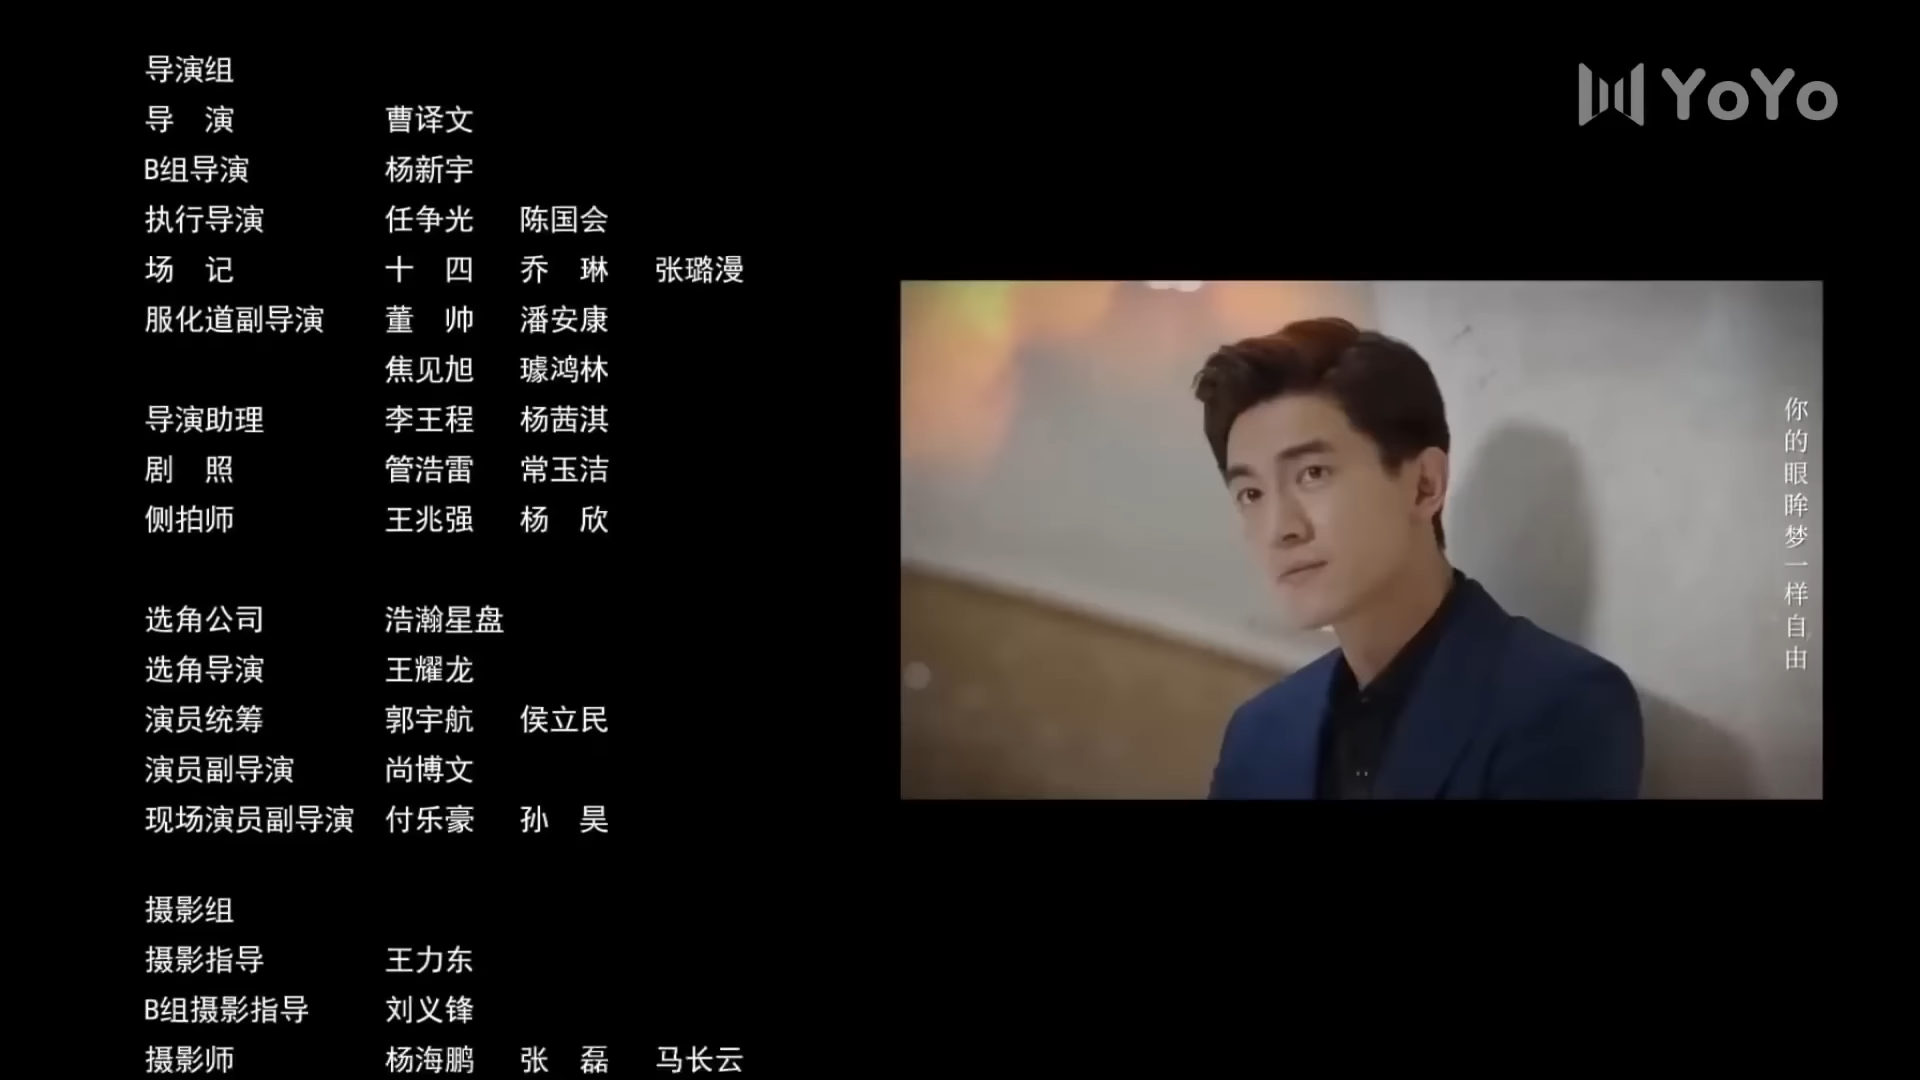 导演组
导 演 曹译文
B组导演 杨新宇
执行导演 任争光 陈国会
场 记 十 四 乔 琳 张璐漫
服化道副导演 董 帅 潘安康
焦见旭 璩鸿林
导演助理 李王程 杨茜淇
剧 照 管浩雷 常玉洁
侧拍师 王兆强 杨 欣
选角公司 浩瀚星盘
选角导演 王耀龙
演员统筹 郭宇航 侯立民
演员副导演 尚博文
现场演员副导演 付乐豪 孙 昊
摄影组
摄影指导 王力东
B组摄影指导 刘义锋
摄影师 杨海鹏 张 磊 马长云
YoYo
你的眼眸梦一样自由